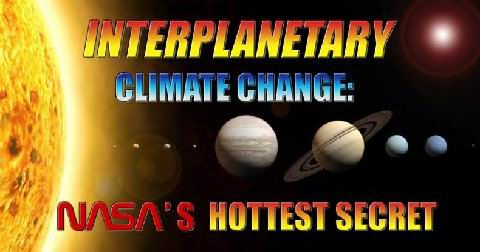 INTERPLANETARY
CLIMATE CHANGE:
NASA'S HOTTEST SECRET